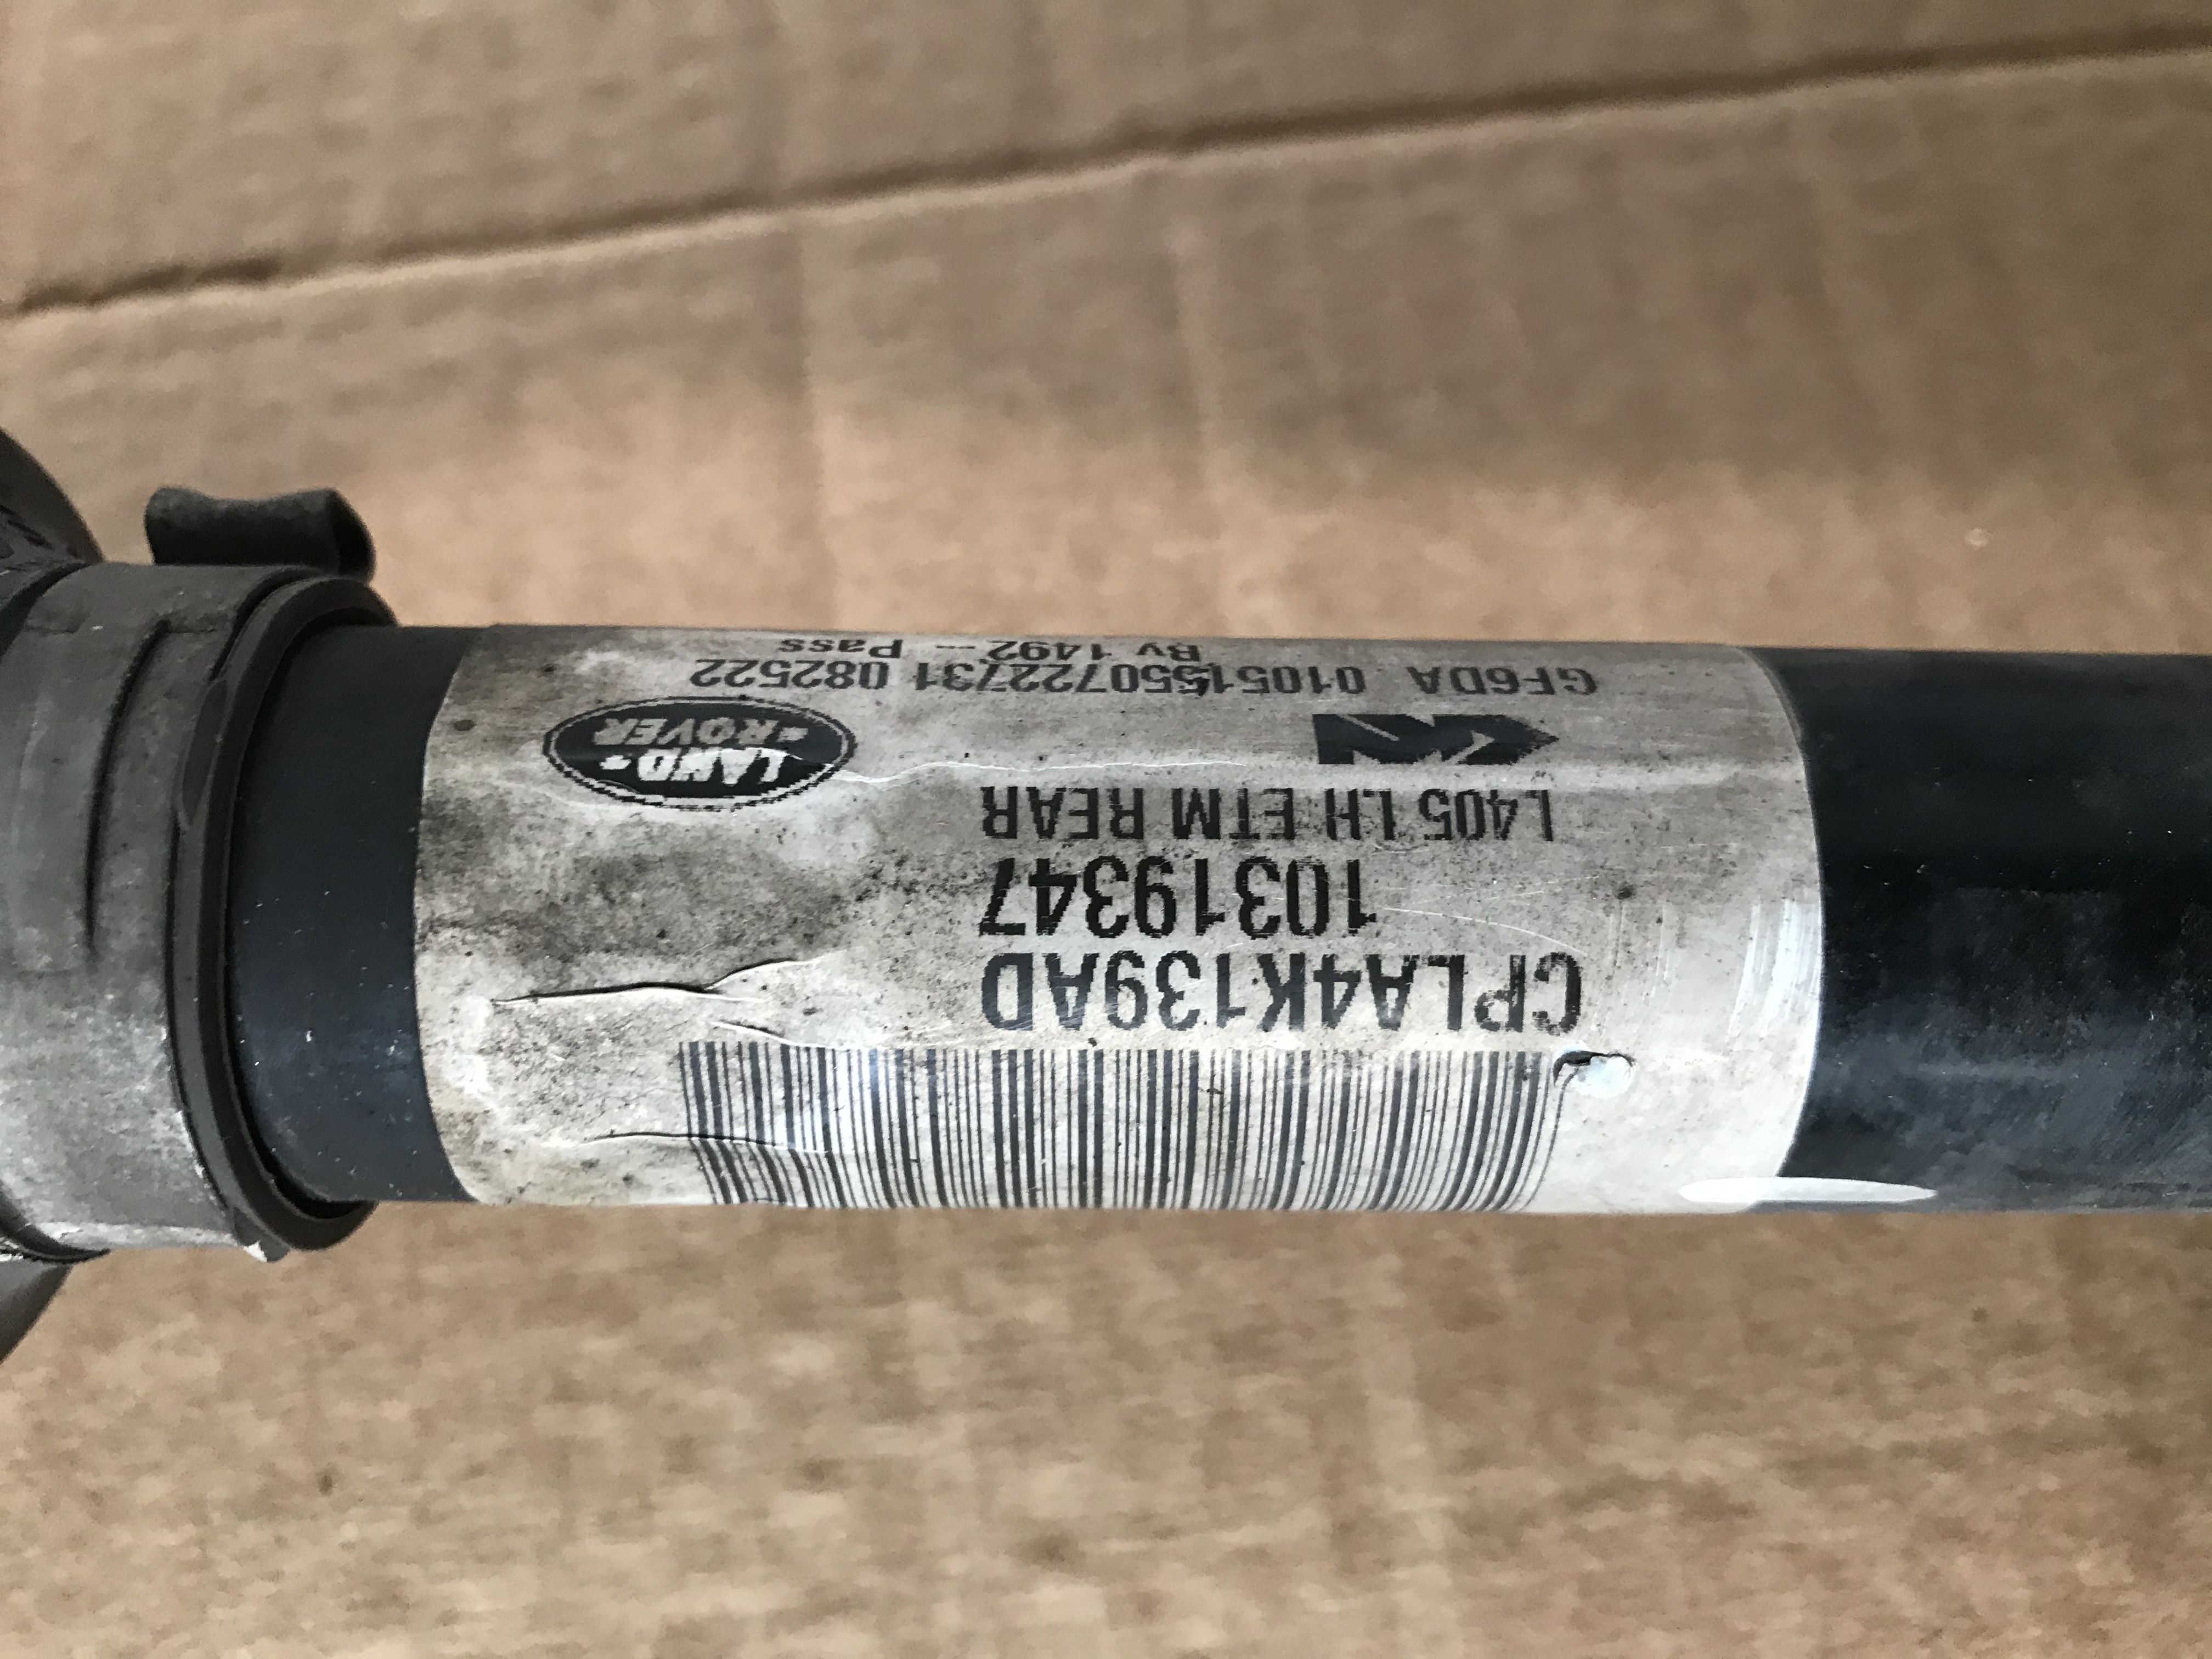 CPLA4K139AD
10319347
L405 LH ETM REAR
LAND
ROVER
GF6DA 01051550722731 082522
By 1492 - Pass